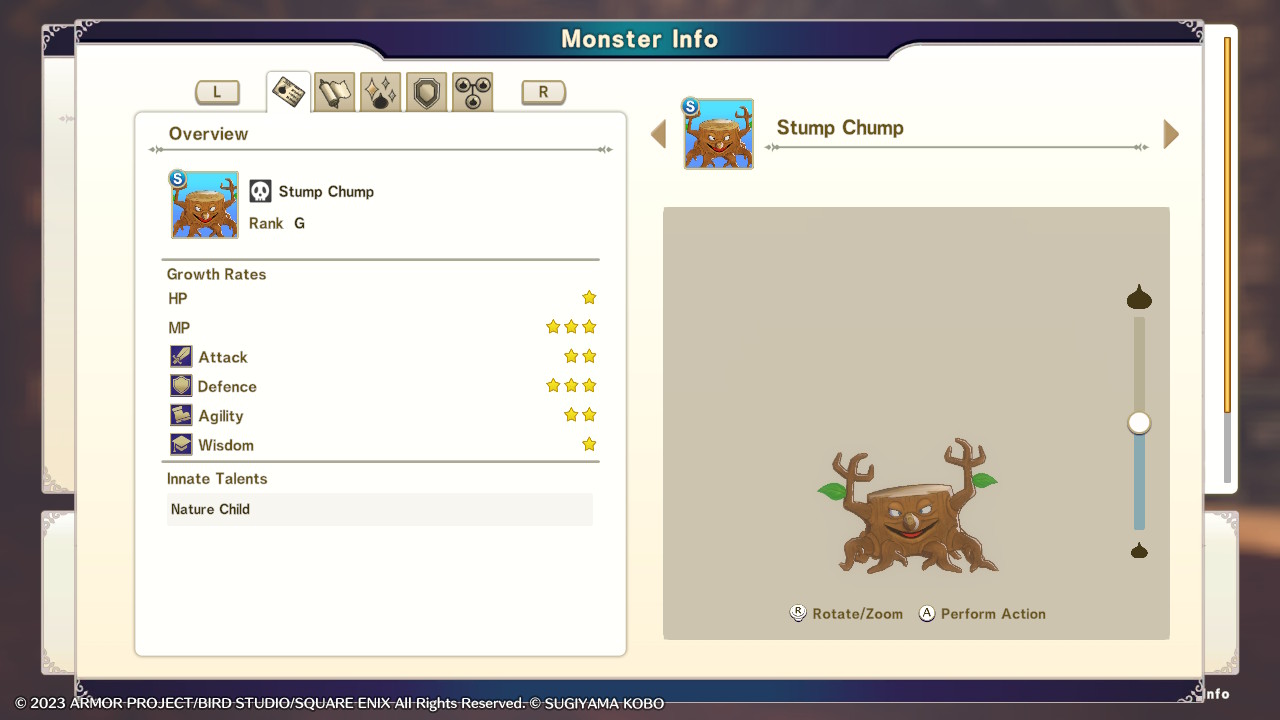 Monster Info
L
R
Overview
S
Stump Chump
Rank G
Growth Rates
HP
MP
Attack
Defence
Agility
Wisdom
Innate Talents
Nature Child
S
Stump Chump
R Rotate/Zoom A Perform Action
nfo
© 2023 ARMOR PROJECT/BIRD STUDIO/SQUARE ENIX All Rights Reserved. © SUGIYAMA KOBO